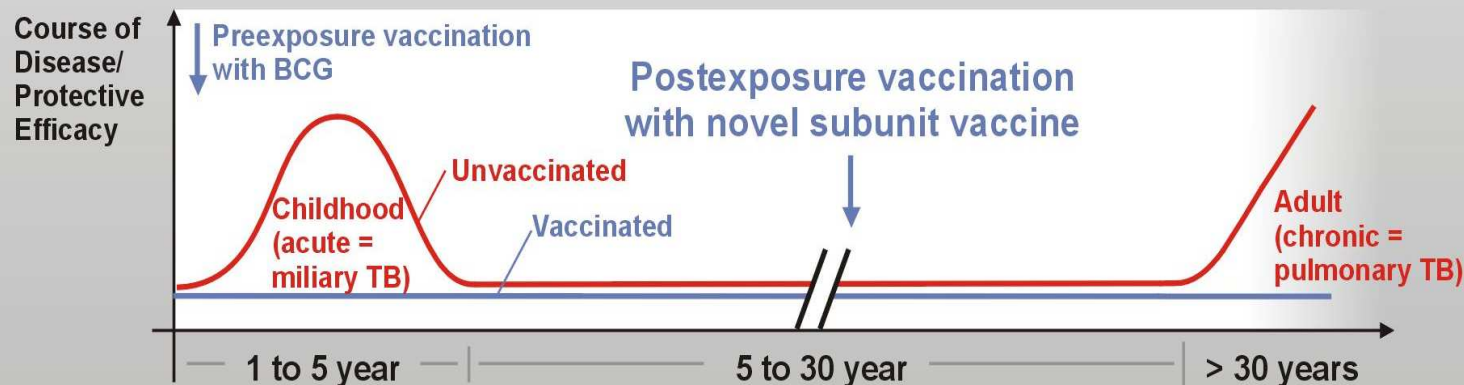 Course of
Disease/
Protective
Efficacy
Preexposure vaccination
with BCG
Postexposure vaccination
with novel subunit vaccine
Unvaccinated
Vaccinated
Childhood
(acute =
miliary TB)
Adult
(chronic =
pulmonary TB)
1 to 5 year
5 to 30 year
> 30 years